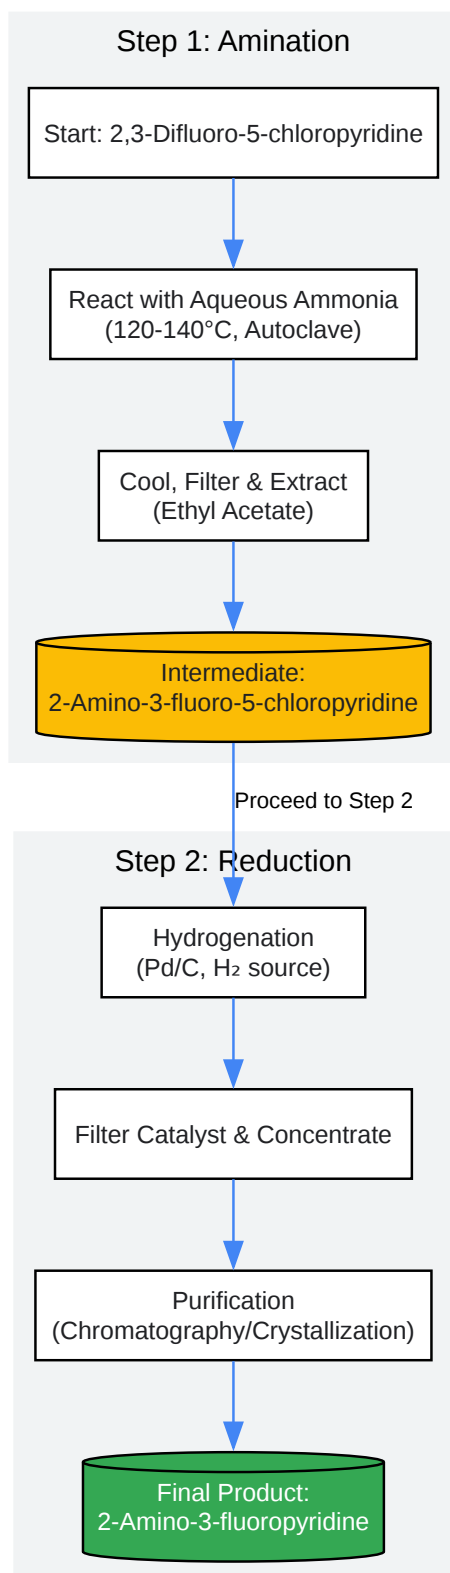 Step 1: Amination
Start: 2,3-Difluoro-5-chloropyridine
React with Aqueous Ammonia
(120-140°C, Autoclave)
Cool, Filter & Extract
(Ethyl Acetate)
Intermediate:
2-Amino-3-fluoro-5-chloropyridine
Proceed to Step 2
Step 2: Reduction
Hydrogenation
(Pd/C, H₂ source)
Filter Catalyst & Concentrate
Purification
(Chromatography/Crystallization)
Final Product:
2-Amino-3-fluoropyridine